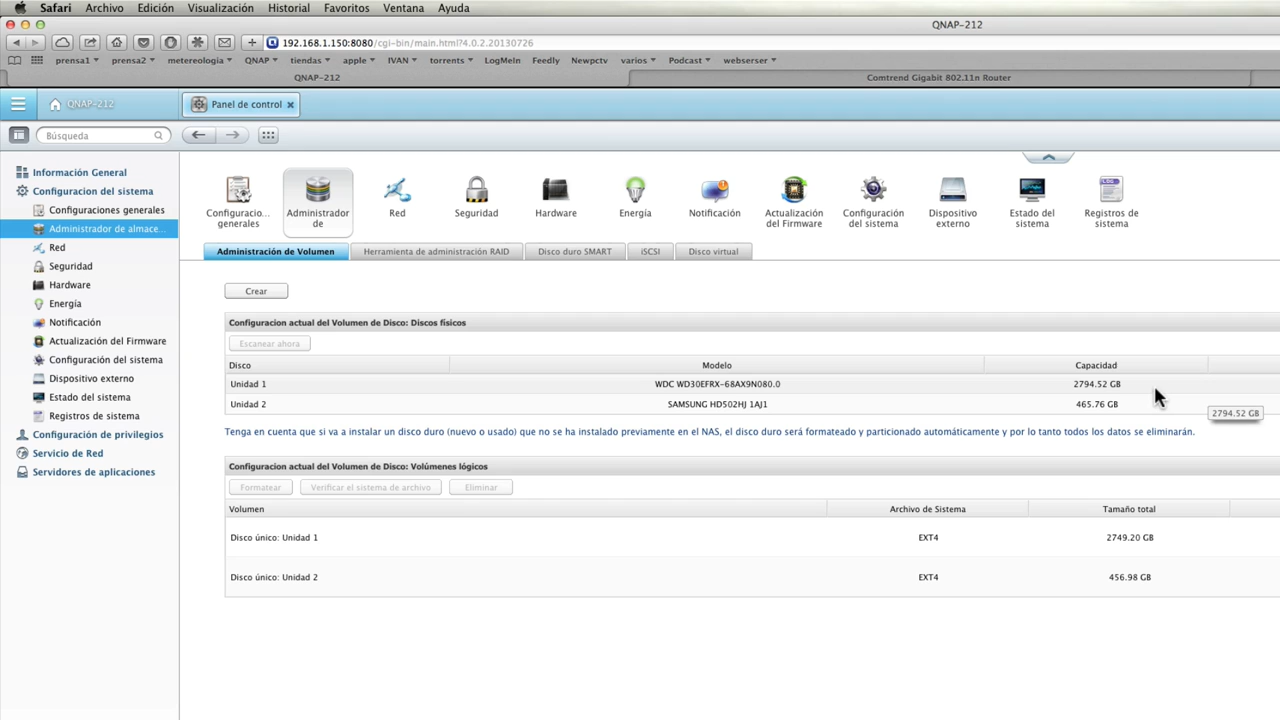 Safari Archivo Edición Visualización Historial Favoritos Ventana Ayuda
QNAP-212
192.168.1.150:8080/cgi-bin/main.html?4.0.2.20130726
prensa1 prensa2 metereologia QNAP tiendas apple IVAN torrents LogMeIn Feedly Newpctv varios Podcast webserser
QNAP-212 Comtrend Gigabit 802.11n Router
QNAP-212 Panel de control
Búsqueda
Información General
Configuracion del sistema
Configuraciones generales
Administrador de almace...
Red
Seguridad
Hardware
Energía
Notificación
Actualización del Firmware
Configuración del sistema
Dispositivo externo
Estado del sistema
Registros de sistema
Configuración de privilegios
Servicio de Red
Servidores de aplicaciones
Configuracio... generales
Administrador de
Red
Seguridad
Hardware
Energía
Notificación
Actualización del Firmware
Configuración del sistema
Dispositivo externo
Estado del sistema
Registros de sistema
Administración de Volumen Herramienta de administración RAID Disco duro SMART iSCSI Disco virtual
Crear
Configuracion actual del Volumen de Disco: Discos físicos
Escanear ahora
Disco Modelo Capacidad
Unidad 1 WDC WD30EFRX-68AX9N080.0 2794.52 GB
Unidad 2 SAMSUNG HD502HJ 1AJ1 465.76 GB
2794.52 GB
Tenga en cuenta que si va a instalar un disco duro (nuevo o usado) que no se ha instalado previamente en el NAS, el disco duro será formateado y particionado automáticamente y por lo tanto todos los datos se eliminarán.
Configuracion actual del Volumen de Disco: Volúmenes lógicos
Formatear Verificar el sistema de archivo Eliminar
Volumen Archivo de Sistema Tamaño total
Disco único: Unidad 1 EXT4 2749.20 GB
Disco único: Unidad 2 EXT4 456.98 GB